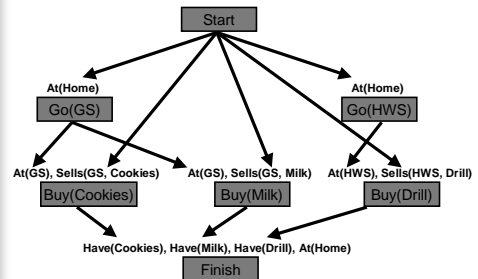 Start
At(Home) At(Home)
Go(GS) Go(HWS)
At(GS), Sells(GS, Cookies) At(GS), Sells(GS, Milk) At(HWS), Sells(HWS, Drill)
Buy(Cookies) Buy(Milk) Buy(Drill)
Have(Cookies), Have(Milk), Have(Drill), At(Home)
Finish